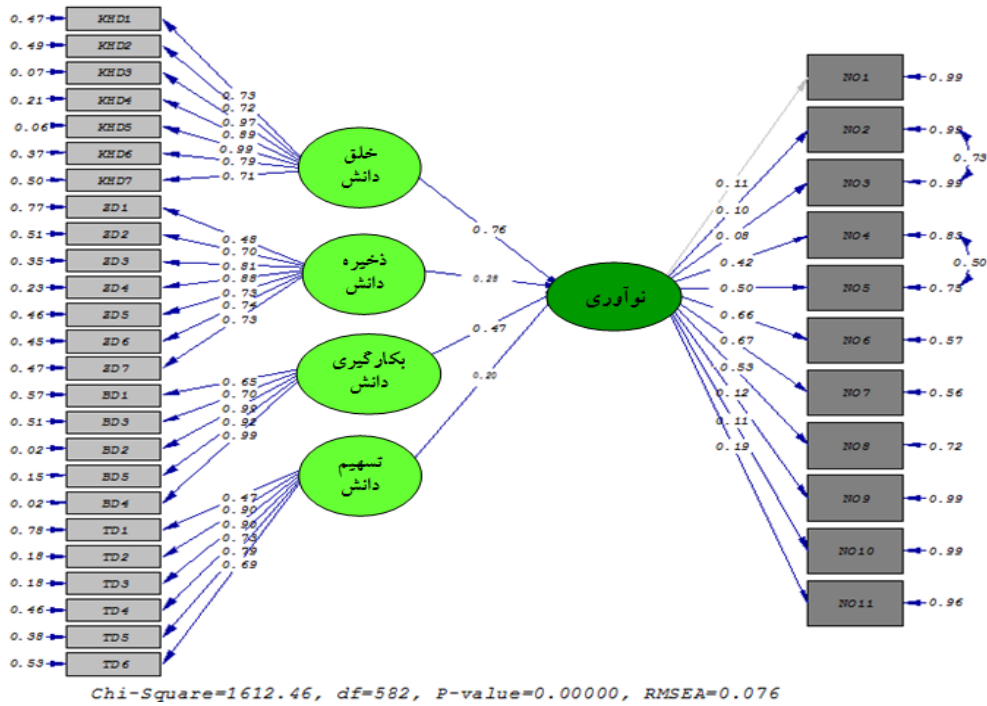 0.47 KHD1
0.49 KHD2
0.07 KHD3
0.21 KHD4
0.06 KHD5
0.37 KHD6
0.50 KHD7
0.77 ZD1
0.51 ZD2
0.35 ZD3
0.23 ZD4
0.46 ZD5
0.45 ZD6
0.47 ZD7
0.57 BD1
0.51 BD3
0.02 BD2
0.15 BD5
0.02 BD4
0.78 TD1
0.18 TD2
0.18 TD3
0.46 TD4
0.38 TD5
0.53 TD6
0.73
0.72
0.97
0.89
0.99
0.79
0.71
0.48
0.70
0.81
0.88
0.73
0.74
0.73
0.65
0.70
0.99
0.92
0.99
0.47
0.90
0.90
0.73
0.79
0.69
خلق
دانش
ذخیره
دانش
بکارگیری
دانش
تسهیم
دانش
0.76
0.28
0.47
0.20
نوآوری
0.11
0.10
0.08
0.42
0.50
0.66
0.67
0.53
0.12
0.11
0.19
NO1 0.99
NO2 0.99
NO3 0.99
NO4 0.83
NO5 0.75
NO6 0.57
NO7 0.56
NO8 0.72
NO9 0.99
NO10 0.99
NO11 0.96
0.73
0.50
Chi-Square=1612.46, df=582, P-value=0.00000, RMSEA=0.076